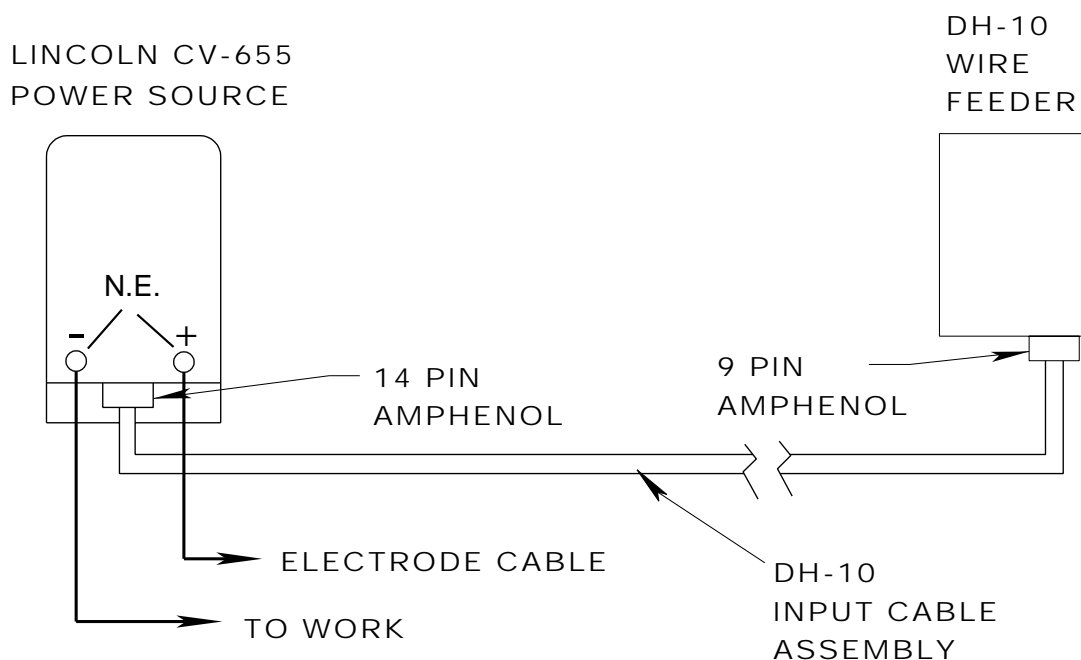 LINCOLN CV-655
POWER SOURCE
DH-10
WIRE
FEEDER
N.E.
- +
14 PIN
AMPHENOL
9 PIN
AMPHENOL
ELECTRODE CABLE
TO WORK
DH-10
INPUT CABLE
ASSEMBLY